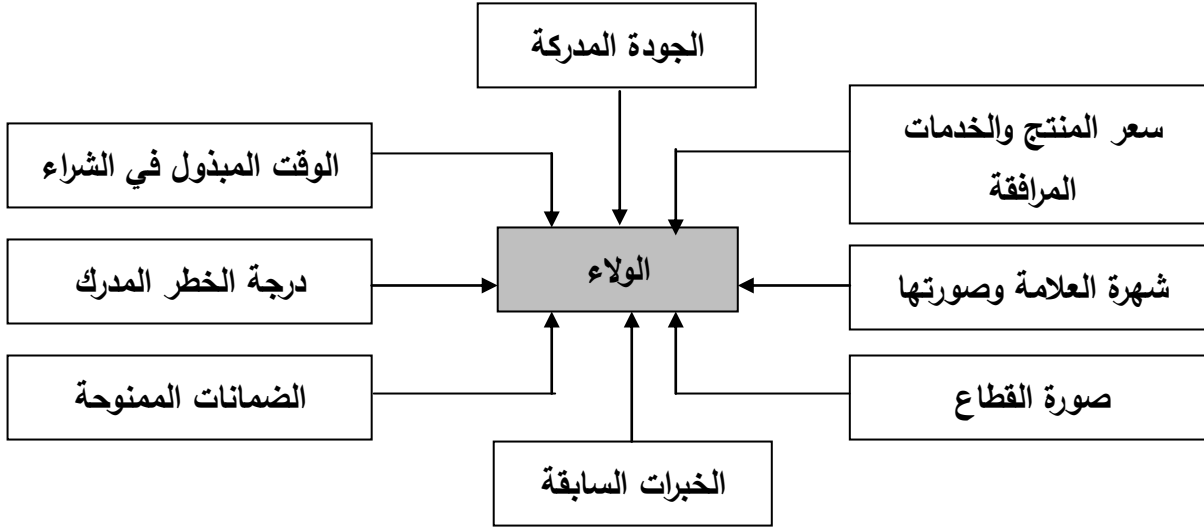 الجودة المدركة
سعر المنتج والخدمات
المرافقة
الوقت المبذول في الشراء
الولاء
شهرة العلامة وصورتها
درجة الخطر المدرك
صورة القطاع
الضمانات الممنوحة
الخبرات السابقة